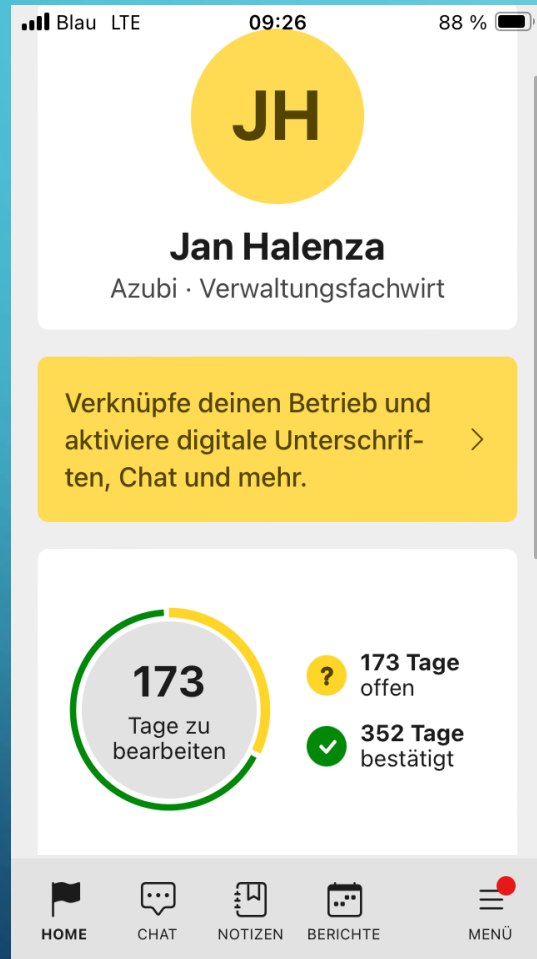 Blau LTE 09:26 88 %
JH
Jan Halenza
Azubi · Verwaltungsfachwirt
Verknüpfe deinen Betrieb und
aktiviere digitale Unterschrif-
ten, Chat und mehr.
173
Tage zu
bearbeiten
?
173 Tage
offen
352 Tage
bestätigt
HOME CHAT NOTIZEN BERICHTE MENÜ